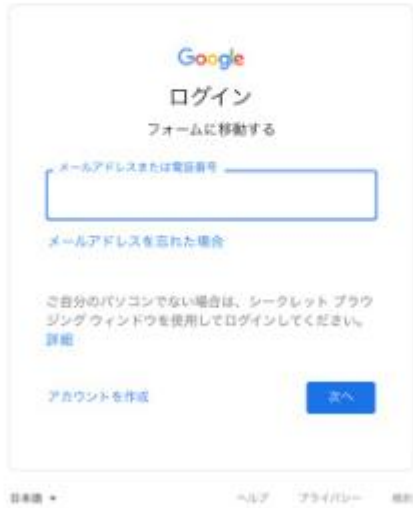 Google
ログイン
フォームに移動する
メールアドレスまたは電話番号
メールアドレスを忘れた場合
ご自分のパソコンでない場合は、シークレット ブラウ
ジング ウィンドウを使用してログインしてください。
詳細
アカウントを作成
次へ
日本語
ヘルプ
プライバシー
規約